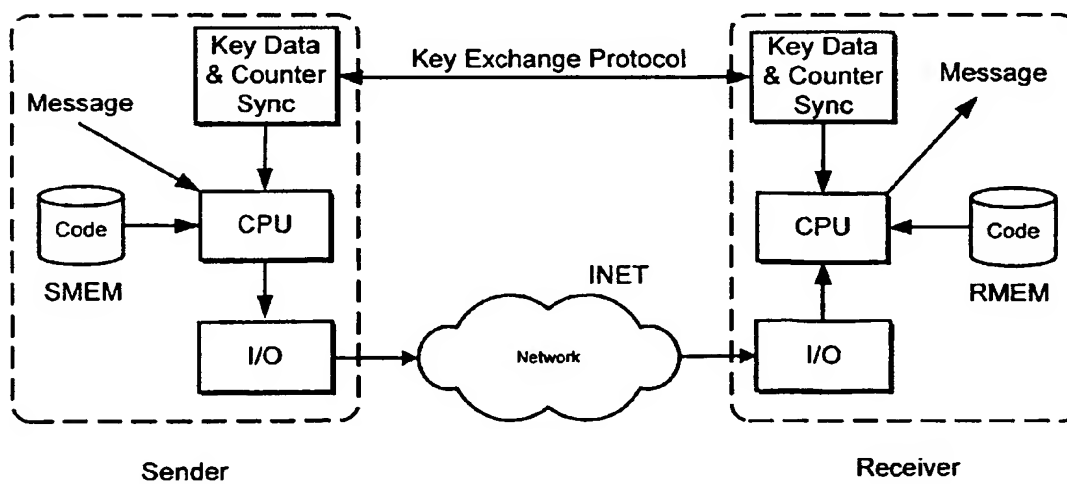 Key Data
& Counter
Sync
Key Exchange Protocol
Key Data
& Counter
Sync
Message
Message
Code
CPU
CPU
Code
SMEM
INET
RMEM
I/O
Network
I/O
Sender
Receiver